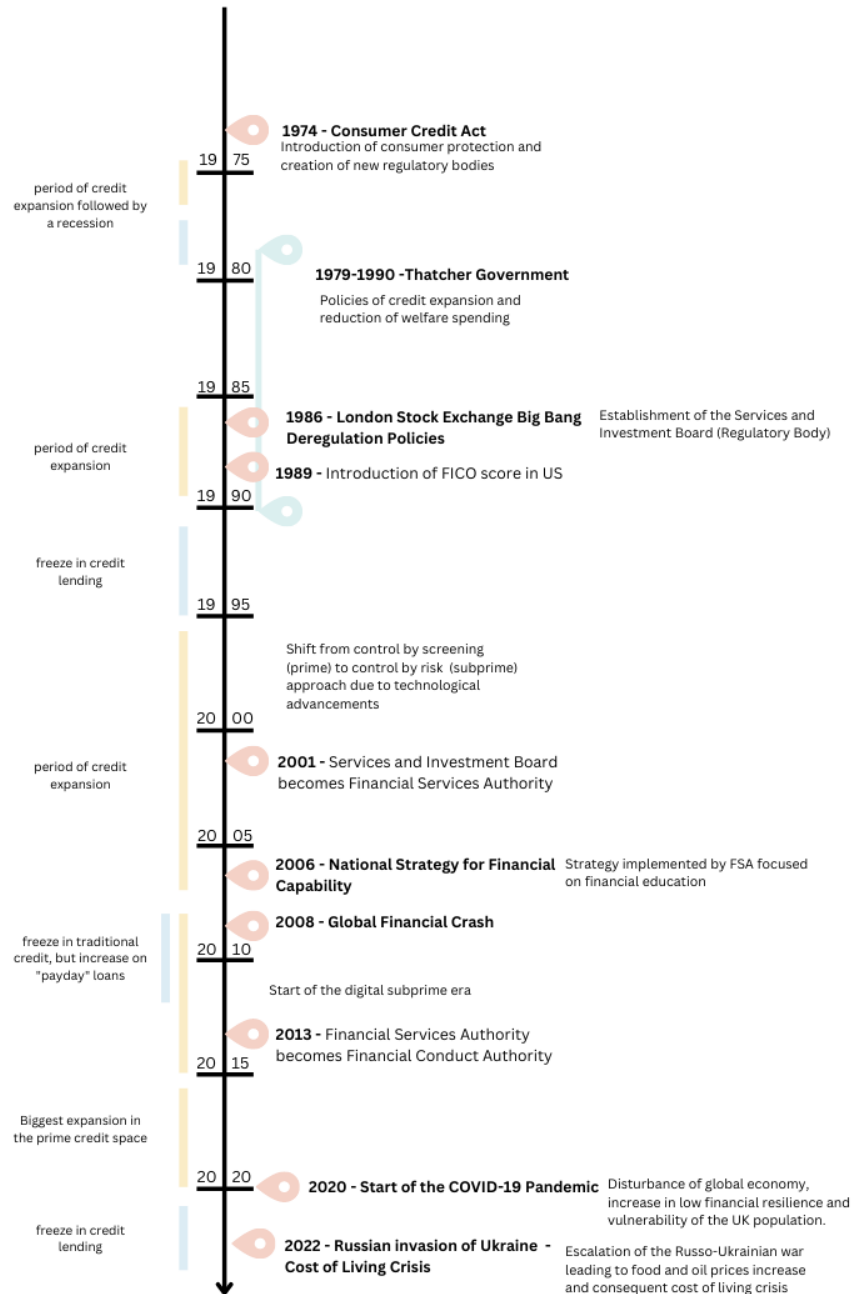 1974 - Consumer Credit Act
Introduction of consumer protection and
creation of new regulatory bodies
19 75
period of credit
expansion followed by
a recession
19 80
1979-1990 -Thatcher Government
Policies of credit expansion and
reduction of welfare spending
19 85
1986 - London Stock Exchange Big Bang
Deregulation Policies
Establishment of the Services and
Investment Board (Regulatory Body)
period of credit
expansion
1989 - Introduction of FICO score in US
19 90
freeze in credit
lending
19 95
Shift from control by screening
(prime) to control by risk (subprime)
approach due to technological
advancements
20 00
2001 - Services and Investment Board
becomes Financial Services Authority
period of credit
expansion
20 05
2006 - National Strategy for Financial
Capability
Strategy implemented by FSA focused
on financial education
2008 - Global Financial Crash
freeze in traditional
credit, but increase on
"payday" loans
20 10
Start of the digital subprime era
2013 - Financial Services Authority
becomes Financial Conduct Authority
20 15
Biggest expansion in
the prime credit space
20 20
2020 - Start of the COVID-19 Pandemic
Disturbance of global economy,
increase in low financial resilience and
vulnerability of the UK population.
freeze in credit
lending
2022 - Russian invasion of Ukraine -
Cost of Living Crisis
Escalation of the Russo-Ukrainian war
leading to food and oil prices increase
and consequent cost of living crisis